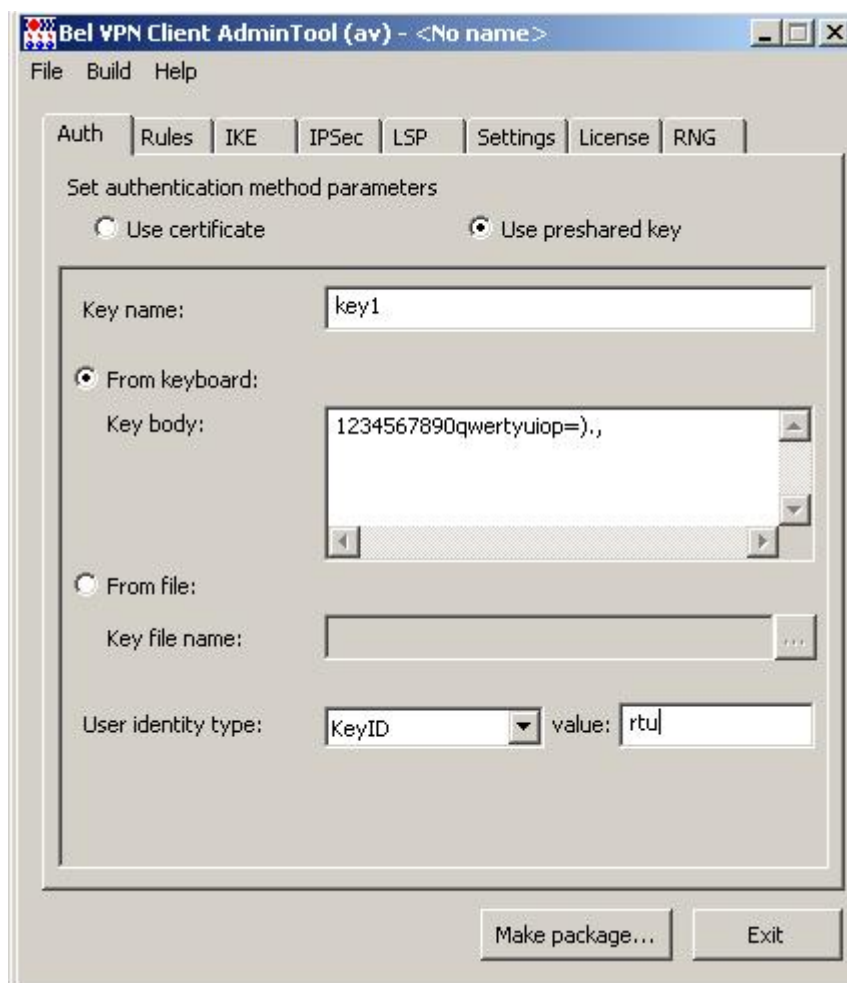 Bel VPN Client AdminTool (av) - <No name>
File Build Help
Auth Rules IKE IPSec LSP Settings License RNG
Set authentication method parameters
Use certificate Use preshared key
Key name: key1
From keyboard:
Key body: 1234567890qwertyuiop=).,
From file:
Key file name: ...
User identity type: KeyID value: rtu
Make package... Exit